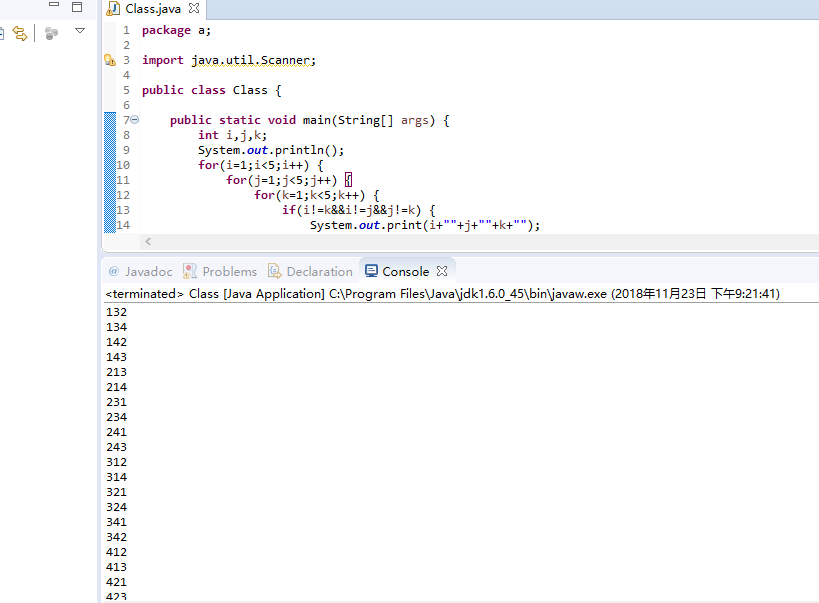 Class.java
1 package a;
2
3 import java.util.Scanner;
4
5 public class Class {
6
7 public static void main(String[] args) {
8 int i,j,k;
9 System.out.println();
10 for(i=1;i<5;i++) {
11 for(j=1;j<5;j++) {
12 for(k=1;k<5;k++) {
13 if(i!=k&&i!=j&&j!=k) {
14 System.out.print(i+""+j+""+k+"");
@ Javadoc Problems Declaration Console
<terminated> Class [Java Application] C:\Program Files\Java\jdk1.6.0_45\bin\javaw.exe (2018年11月23日 下午9:21:41)
132
134
142
143
213
214
231
234
241
243
312
314
321
324
341
342
412
413
421
423